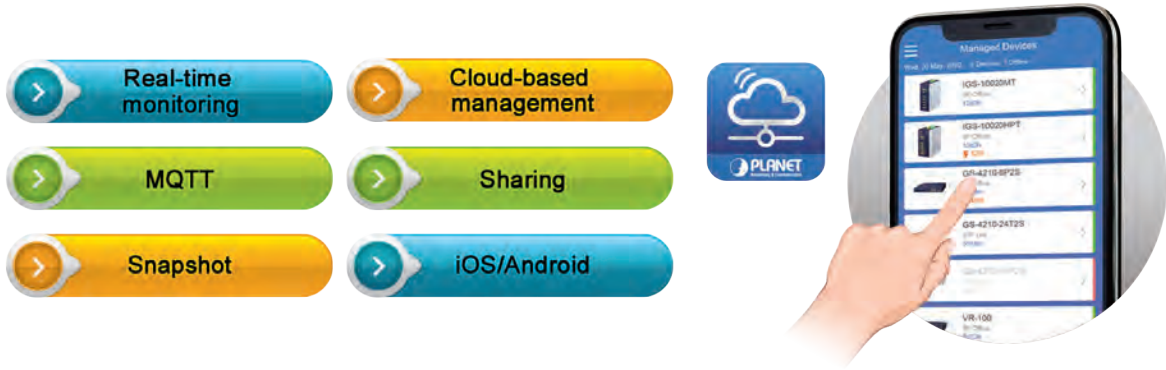 Real-time
monitoring
Cloud-based
management
MQTT
Sharing
Snapshot
iOS/Android
PLANET
Managed Devices
IGS-10020MT
IGS-10020HPT
GS-4210-8P2S
GS-4210-24T2S
VR-100